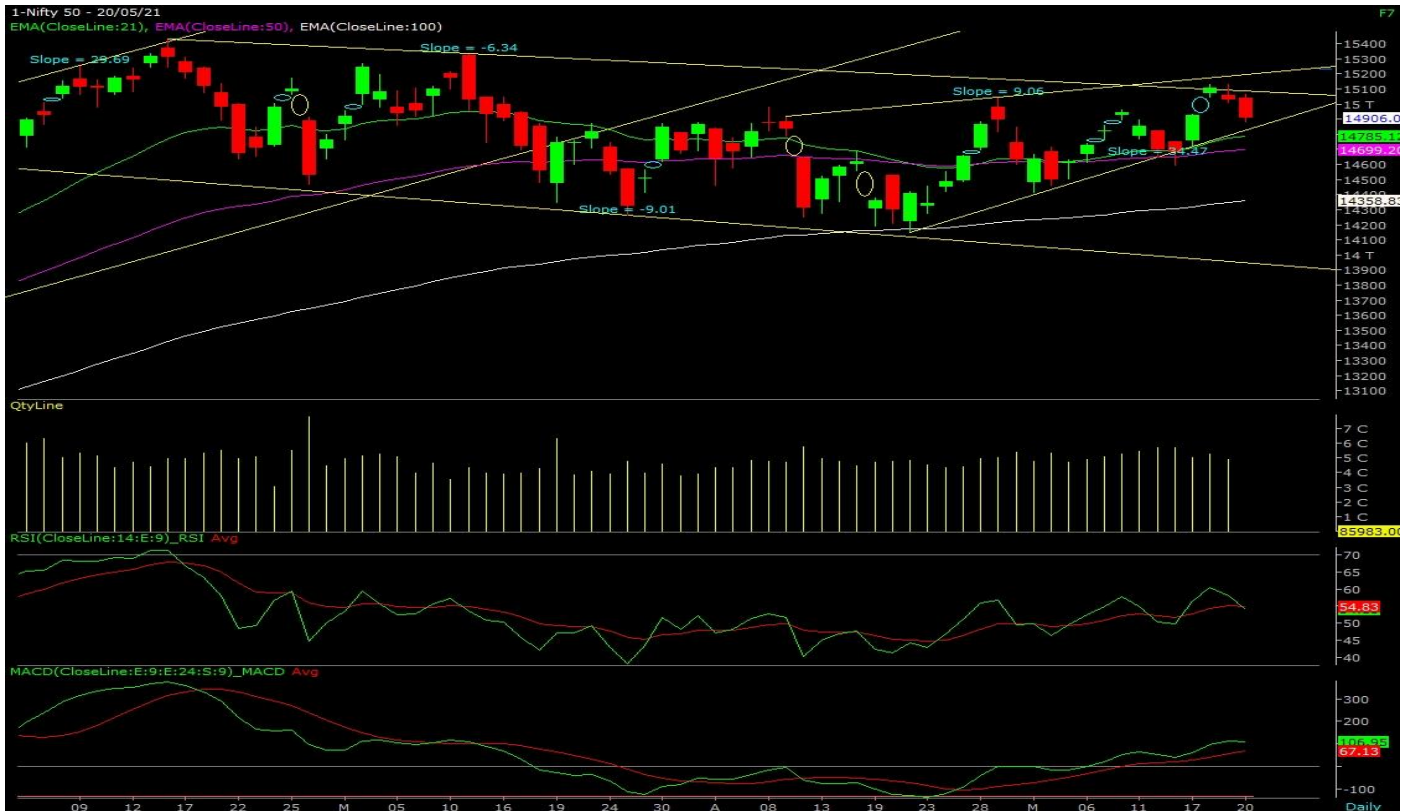 1-Nifty 50 - 20/05/21
F7
EMA(CloseLine:21), EMA(CloseLine:50), EMA(CloseLine:100)
Slope = 29.69
Slope = -6.34
Slope = 9.06
Slope = 34.47
Slope = -9.01
15400
15300
15200
15100
15 T
14906.0
14785.12
14699.20
14600
14500
14400
14358.83
14300
14200
14100
14 T
13900
13800
13700
13600
13500
13400
13300
13200
13100
QtyLine
7 C
6 C
5 C
4 C
3 C
2 C
1 C
85983.00
RSI(CloseLine:14:E:9)_RSI Avg
70
65
60
54.83
50
45
40
MACD(CloseLine:E:9:E:24:S:9)_MACD Avg
300
200
106.95
67.13
-100
09 12 17 22 25 M 05 10 16 19 24 30 A 08 13 19 23 28 M 06 11 17 20 Daily